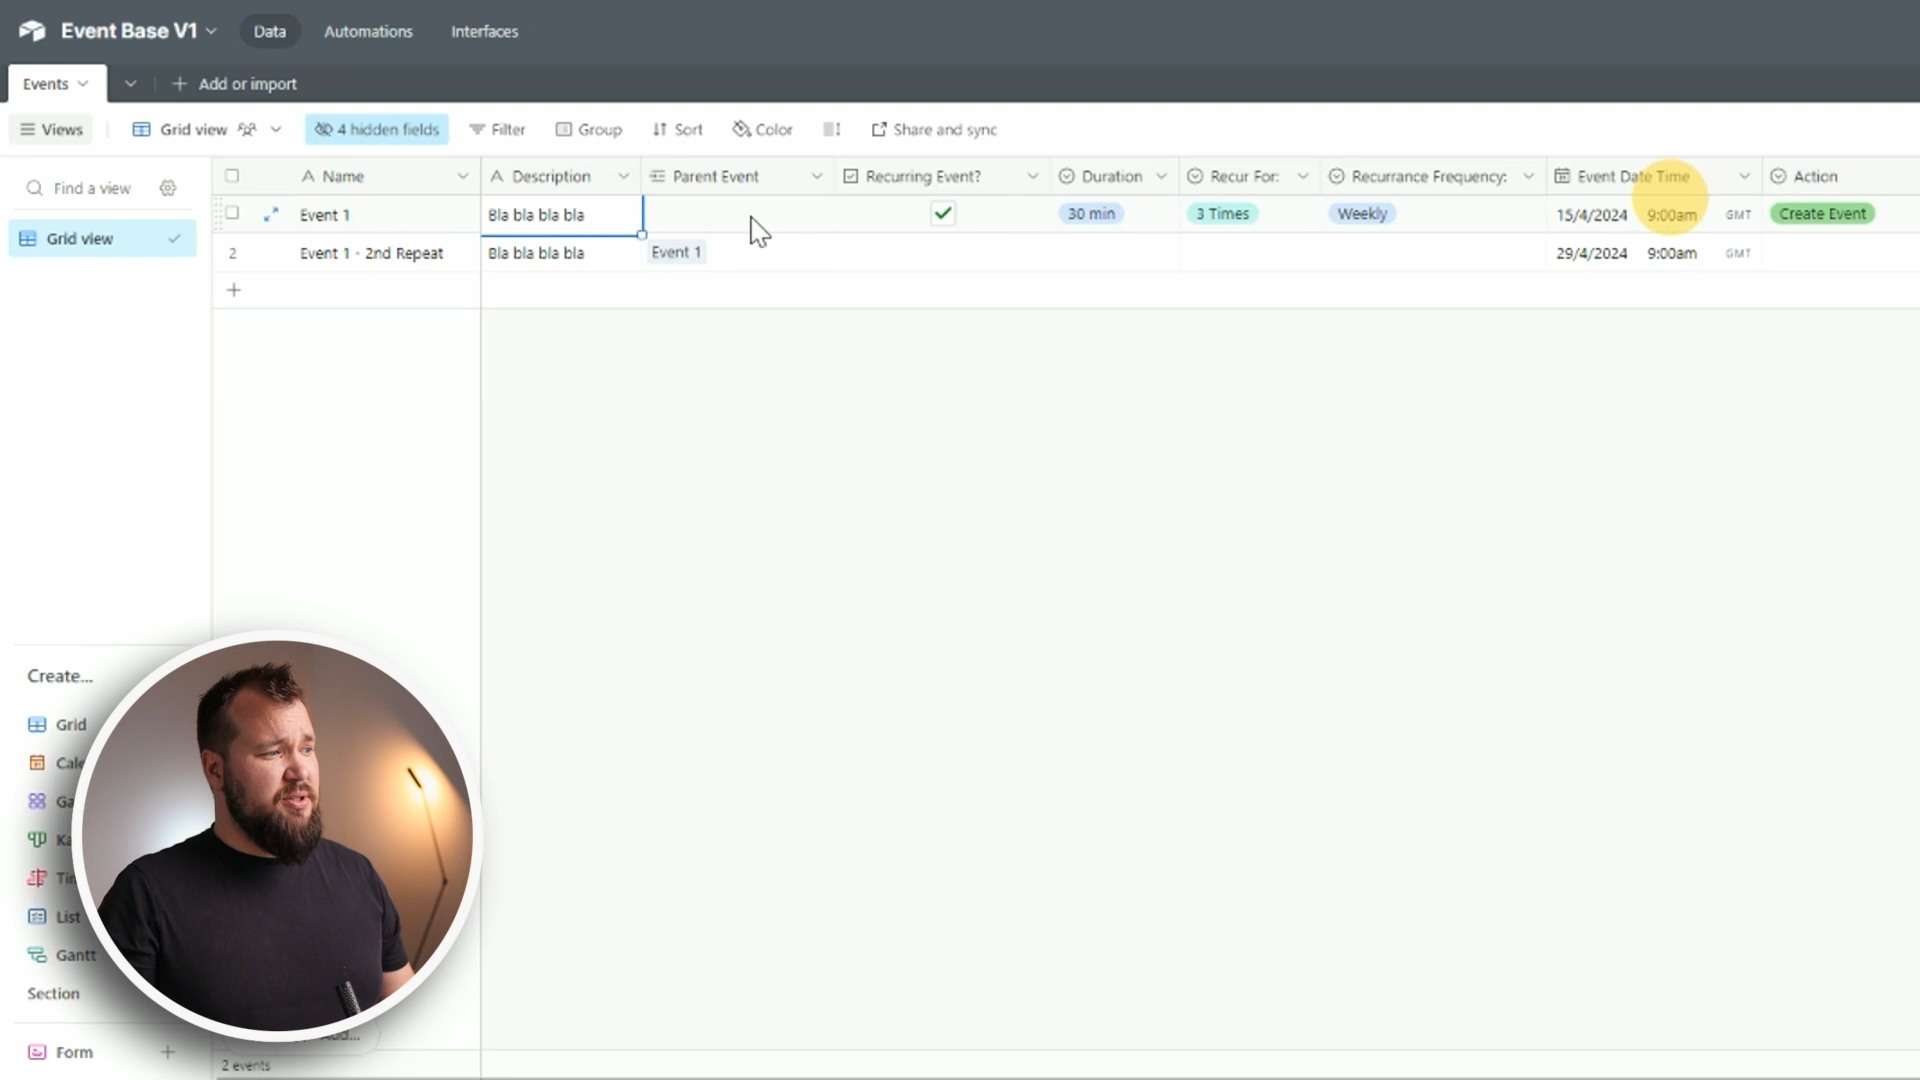 Event Base V1 Data Automations Interfaces
Events Add or import
Views Grid view 4 hidden fields Filter Group Sort Color Share and sync
Find a view Name Description Parent Event Recurring Event? Duration Recur For: Recurrance Frequency: Event Date Time Action
Event 1 Bla bla bla bla 30 min 3 Times Weekly 15/4/2024 9:00am GMT Create Event
Grid view
2 Event 1 - 2nd Repeat Bla bla bla bla Event 1 29/4/2024 9:00am GMT
Create...
Grid
List
Gantt
Section
Form
2 events